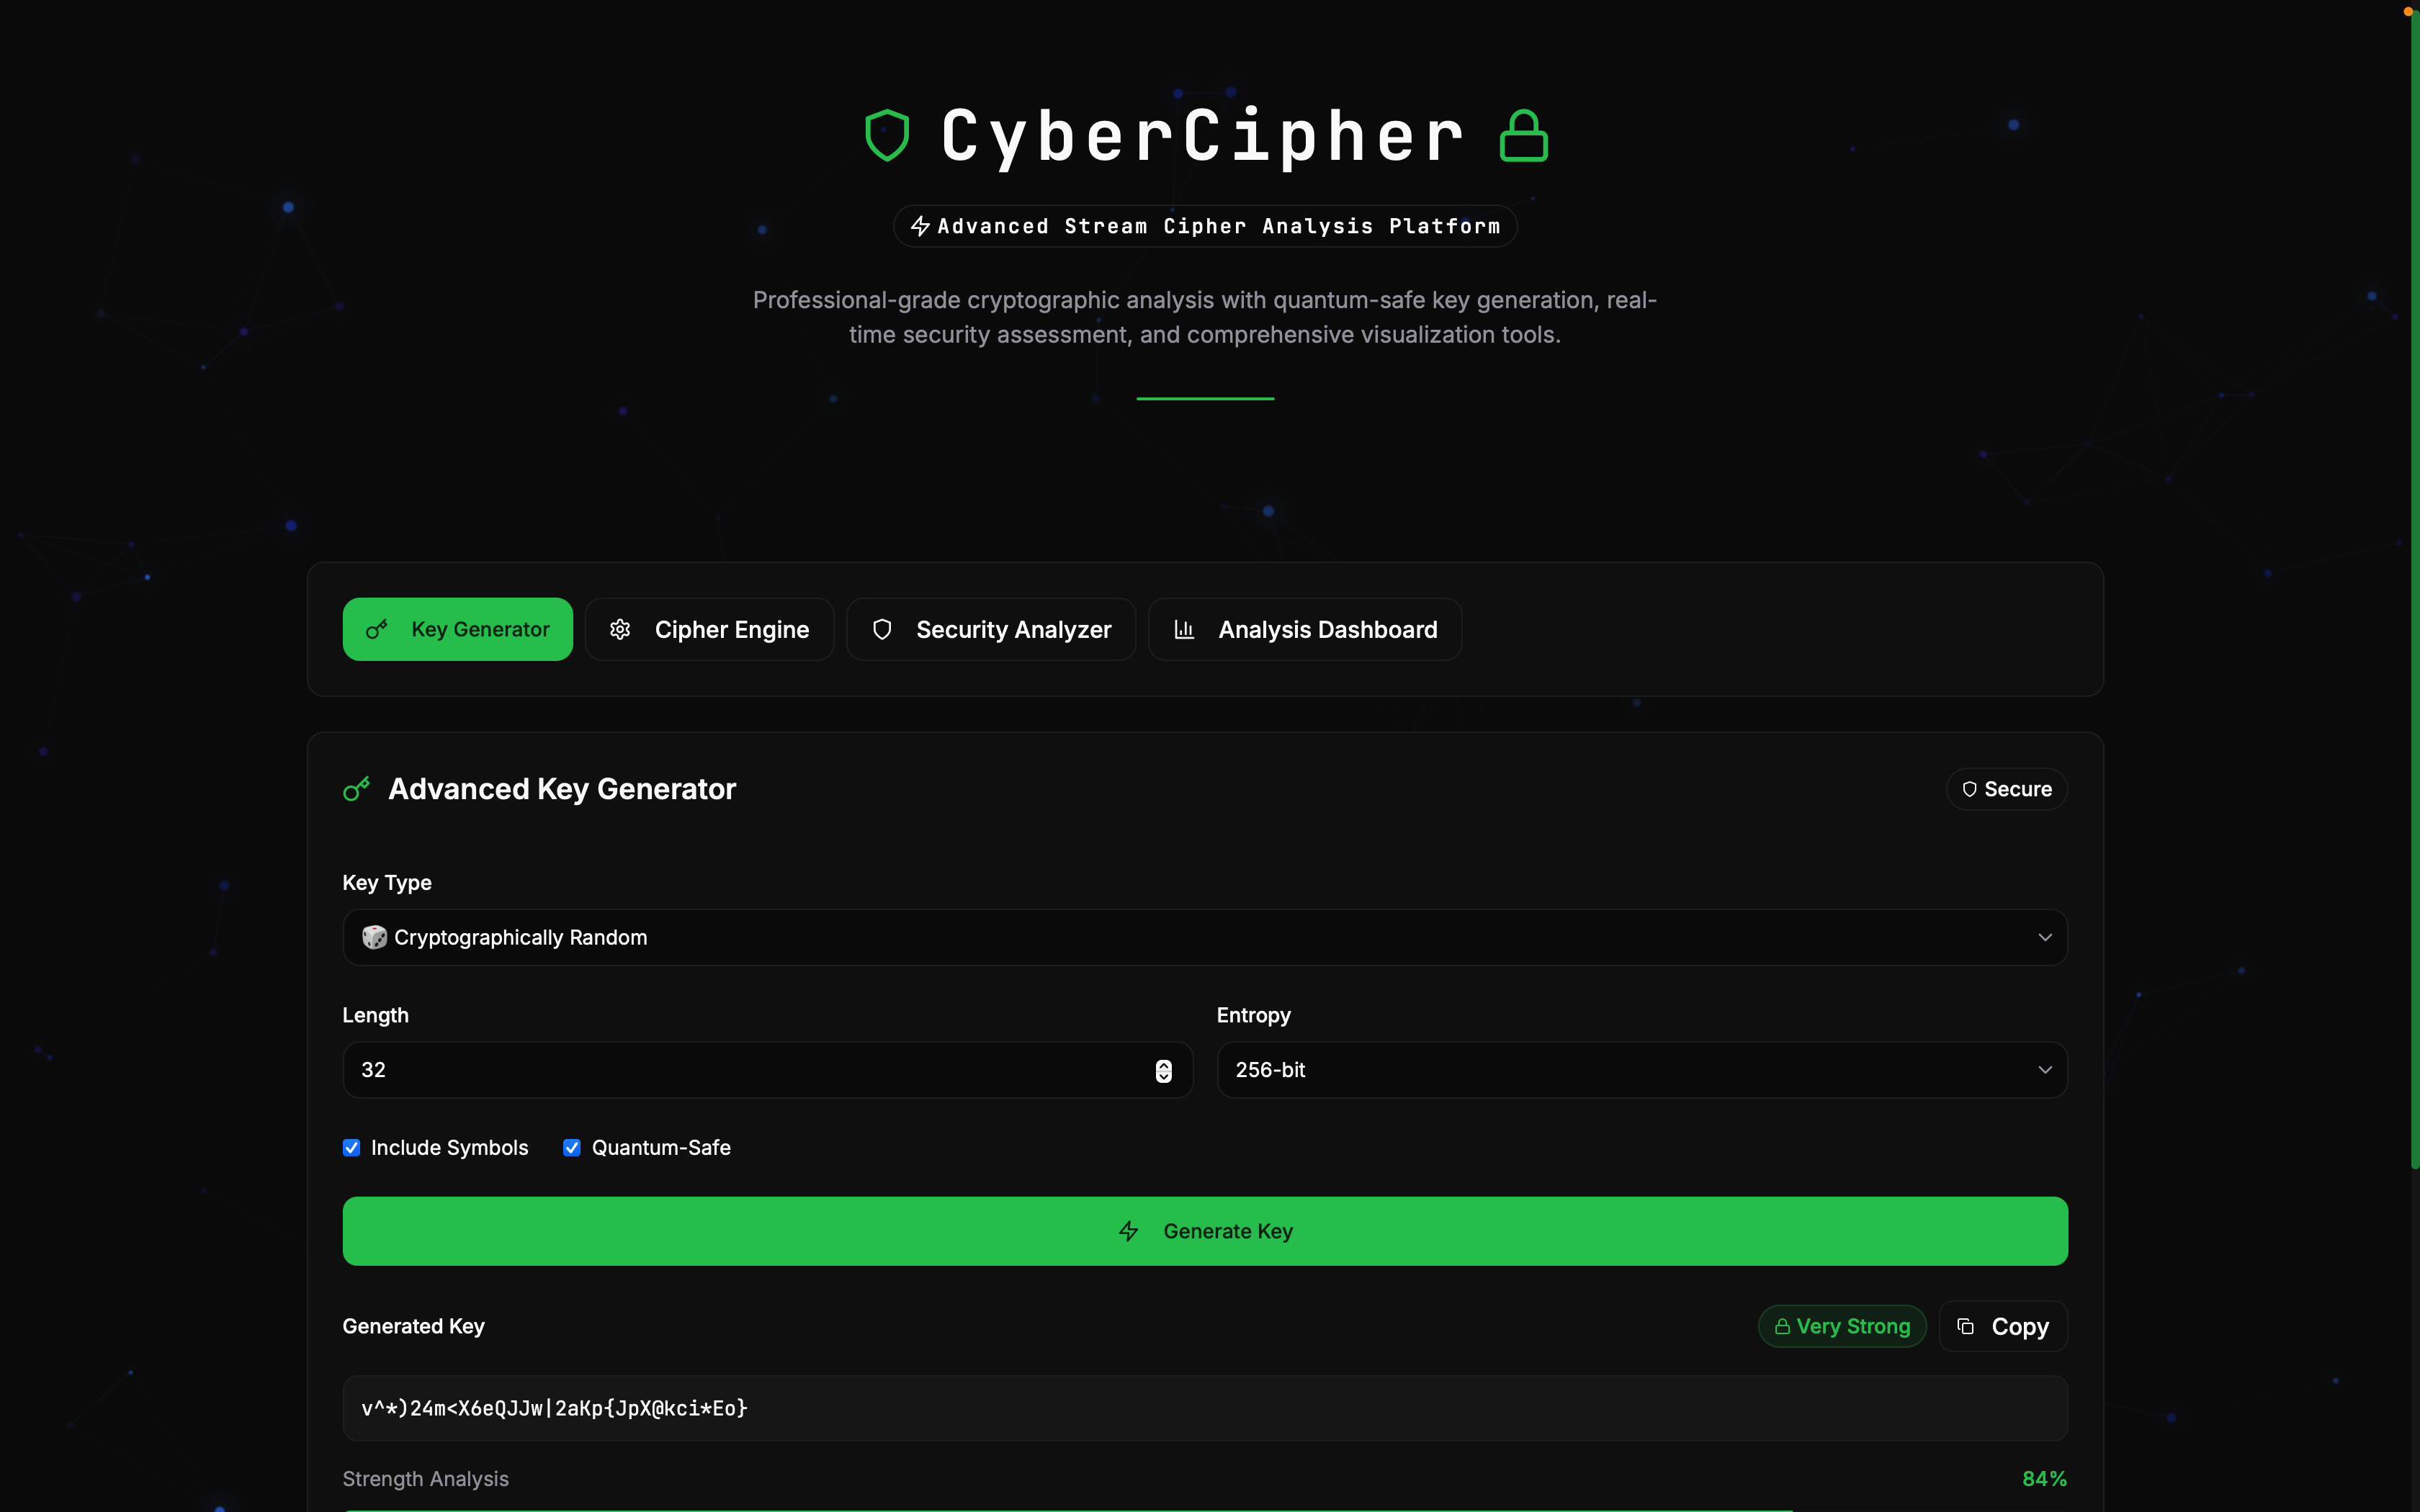 CyberCipher
Advanced Stream Cipher Analysis Platform
Professional-grade cryptographic analysis with quantum-safe key generation, real-
time security assessment, and comprehensive visualization tools.
Key Generator
Cipher Engine
Security Analyzer
Analysis Dashboard
Advanced Key Generator
Secure
Key Type
Cryptographically Random
Length
Entropy
32
256-bit
Include Symbols
Quantum-Safe
Generate Key
Generated Key
Very Strong
Copy
v^*)24m<X6eQJJw|2aKp{JpX@kci*Eo}
Strength Analysis
84%